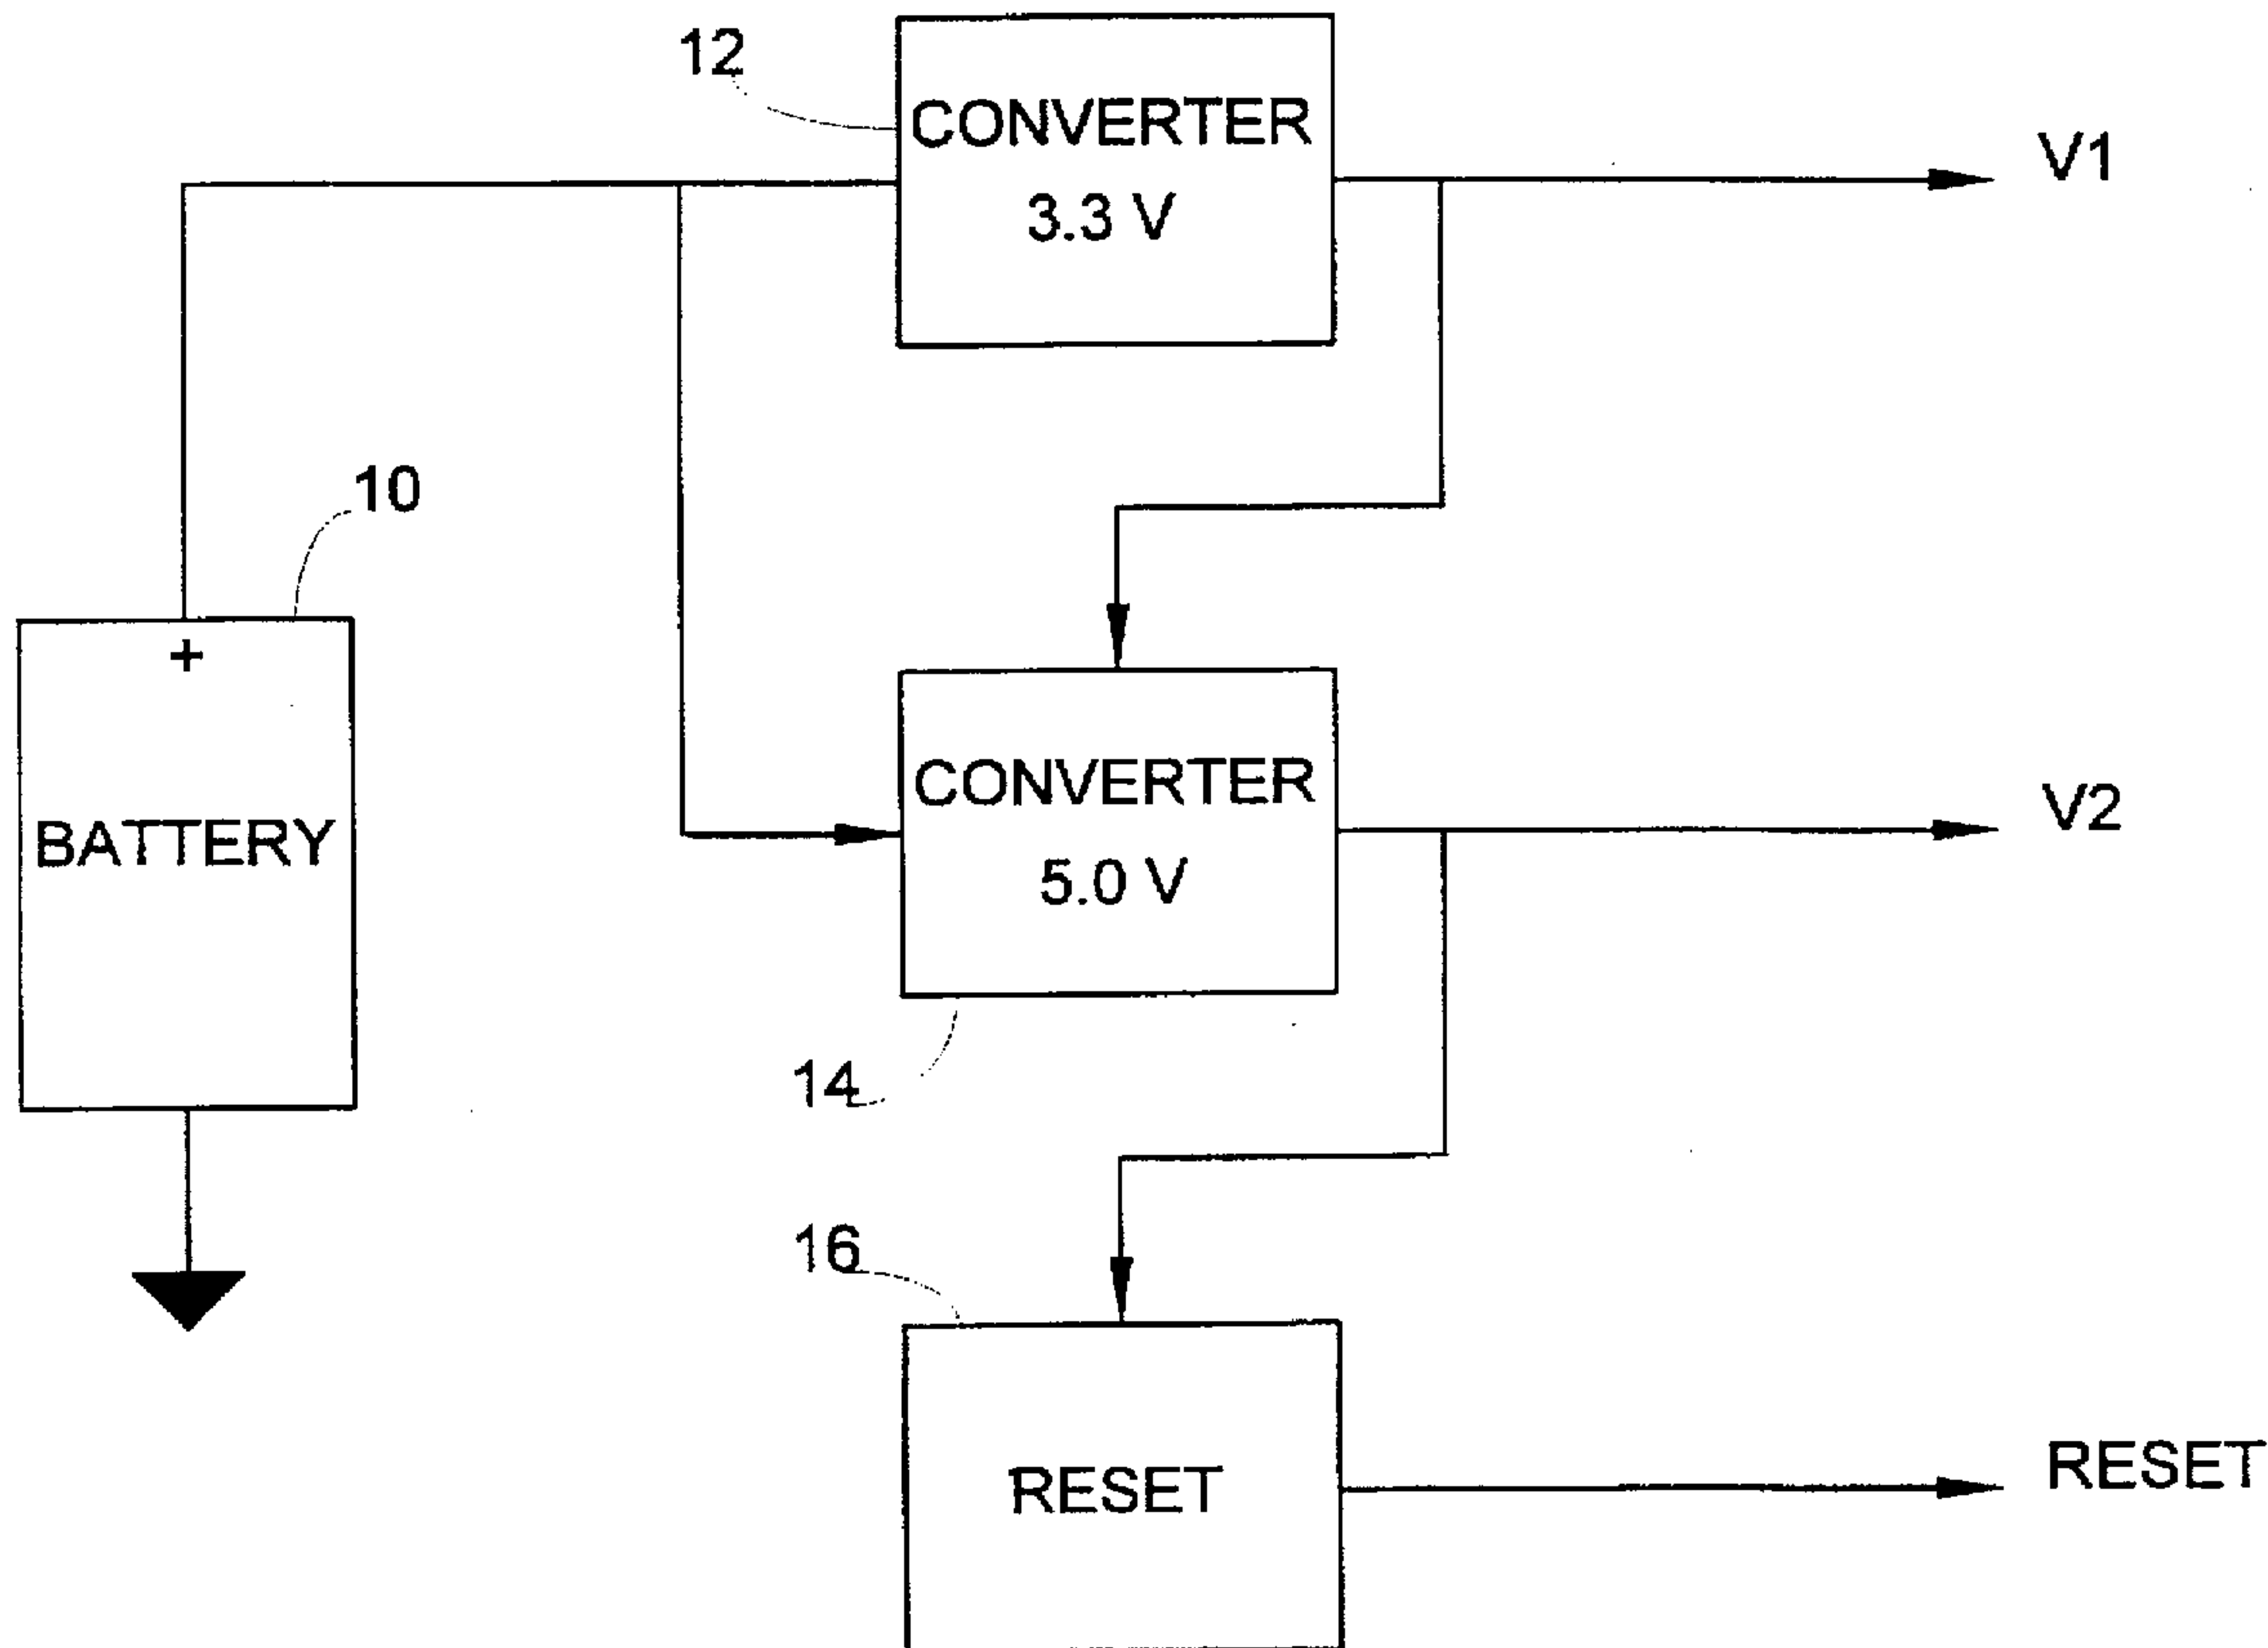 12
CONVERTER
3.3 V
V1
10
+
BATTERY
CONVERTER
5.0 V
V2
14
16
RESET
RESET